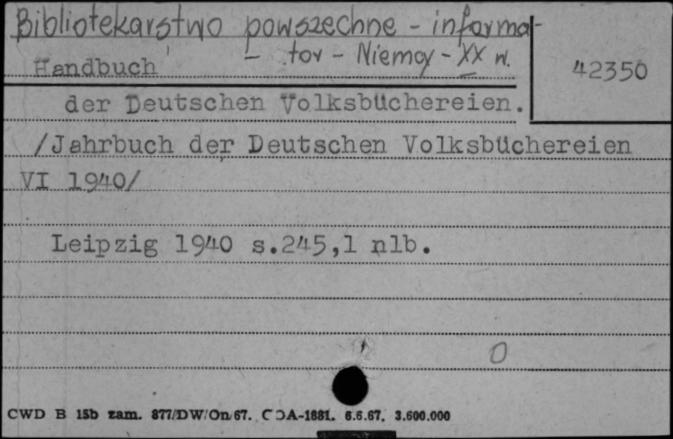 Bibliotekarstwo powszechne - informa-
tor - Niemcy - XX w.
Handbuch
42350
der Deutschen Volksbüchereien.
/Jahrbuch der Deutschen Volksbüchereien
VI 1940/
Leipzig 1940 s.245,1 nlb.
0
CWD B 15b zam. 877/DW/On/67. CDA-1881. 6.6.67. 3.600.000